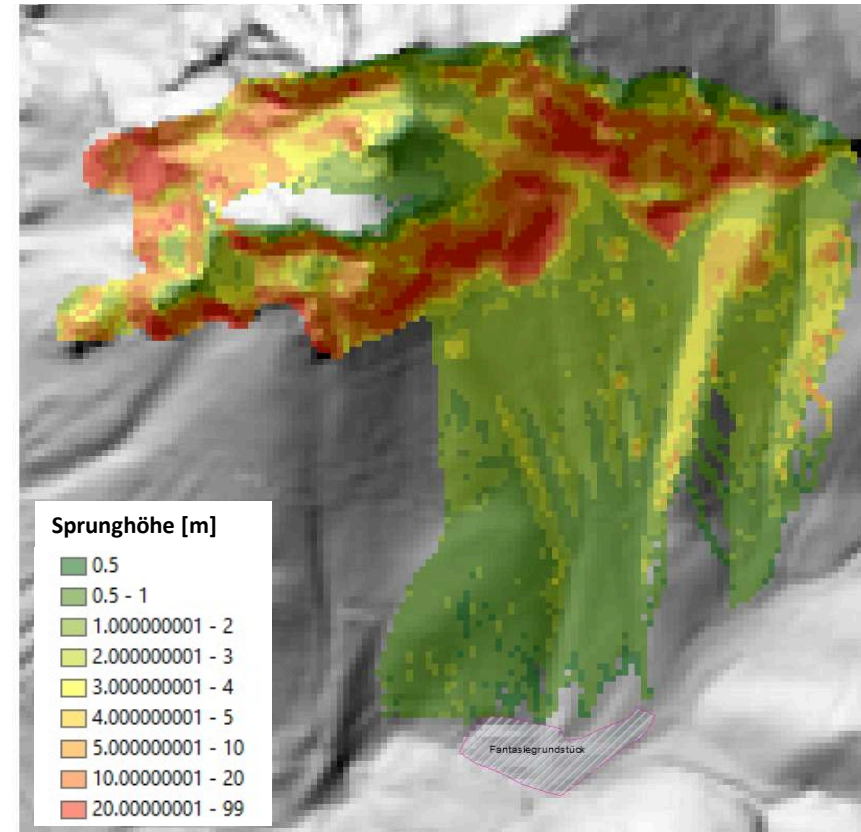 Sprunghöhe [m]
0.5
0.5 - 1
1.000000001 - 2
2.000000001 - 3
3.000000001 - 4
4.000000001 - 5
5.000000001 - 10
10.00000001 - 20
20.00000001 - 99
Fantasiegrundstück